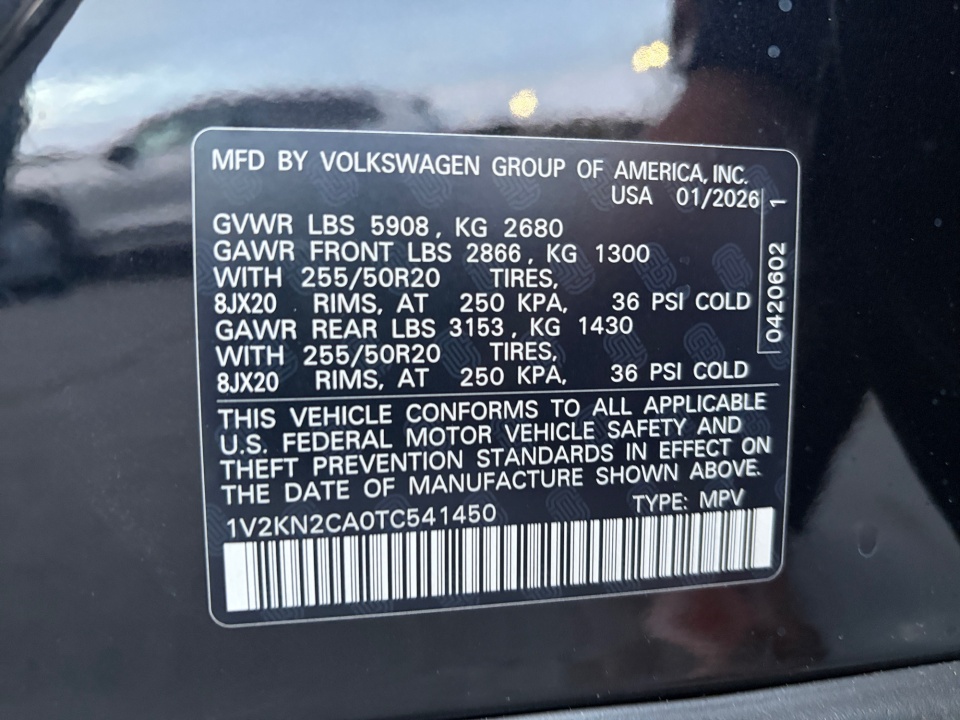 MFD BY VOLKSWAGEN GROUP OF AMERICA, INC.
USA 01/2026
GVWR LBS 5908, KG 2680
GAWR FRONT LBS 2866, KG 1300
WITH 255/50R20 TIRES,
8JX20 RIMS, AT 250 KPA, 36 PSI COLD
GAWR REAR LBS 3153, KG 1430
WITH 255/50R20 TIRES,
8JX20 RIMS, AT 250 KPA, 36 PSI COLD
0420602 1
THIS VEHICLE CONFORMS TO ALL APPLICABLE
U.S. FEDERAL MOTOR VEHICLE SAFETY AND
THEFT PREVENTION STANDARDS IN EFFECT ON
THE DATE OF MANUFACTURE SHOWN ABOVE.
1V2KN2CA0TC541450 TYPE: MPV